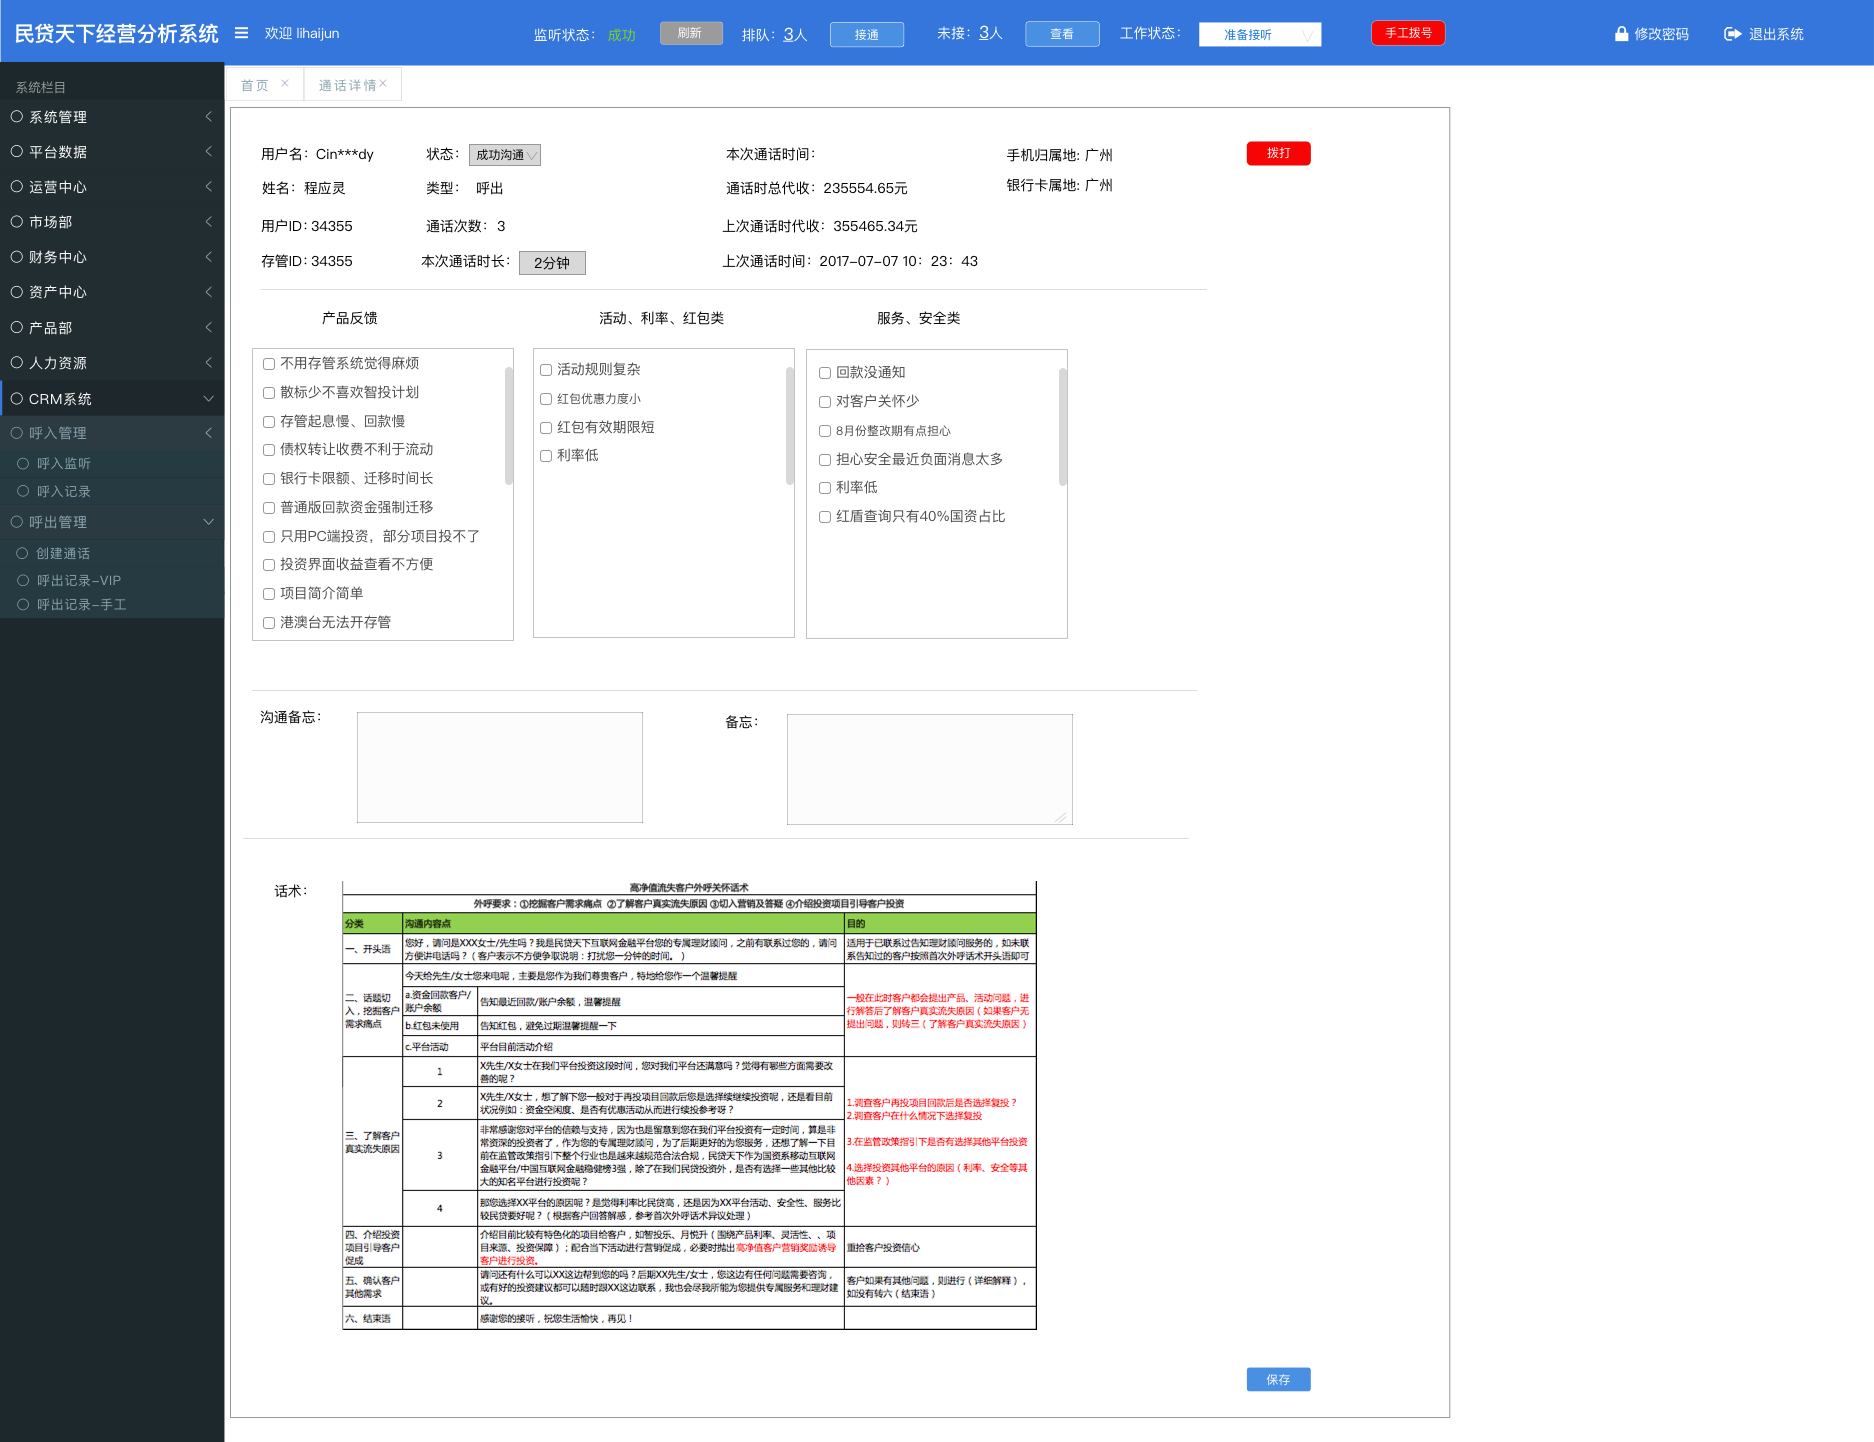 民贷天下经营分析系统
欢迎 lihaijun
监听状态： 成功
刷新
排队：3人
接通
未接：3人
查看
工作状态：
准备接听
手工拨号
修改密码
退出系统
系统栏目
系统管理
平台数据
运营中心
市场部
财务中心
资产中心
产品部
人力资源
CRM系统
呼入管理
呼入监听
呼入记录
呼出管理
创建通话
呼出记录-VIP
呼出记录-手工
首页
通话详情
用户名：Cin***dy
状态：
成功沟通
本次通话时间：
手机归属地: 广州
拨打
姓名：程应灵
类型： 呼出
通话时总代收：235554.65元
银行卡属地: 广州
用户ID: 34355
通话次数：3
上次通话时代收：355465.34元
存管ID: 34355
本次通话时长：
2分钟
上次通话时间：2017-07-07 10：23：43
产品反馈
不用存管系统觉得麻烦
散标少不喜欢智投计划
存管起息慢、回款慢
债权转让收费不利于流动
银行卡限额、迁移时间长
普通版回款资金强制迁移
只用PC端投资，部分项目投不了
投资界面收益查看不方便
项目简介简单
港澳台无法开存管
活动、利率、红包类
活动规则复杂
红包优惠力度小
红包有效期限短
利率低
服务、安全类
回款没通知
对客户关怀少
8月份整改期有点担心
担心安全最近负面消息太多
利率低
红盾查询只有40%国资占比
沟通备忘：
备忘：
话术：
高净值流失客户外呼关怀话术
外呼要求：①挖掘客户需求痛点 ②了解客户真实流失原因 ③切入营销及答疑 ④介绍投资项目引导客户投资
分类
沟通内容点
目的
一、开头语
您好，请问是XXX女士/先生吗？我是民贷天下互联网金融平台您的专属理财顾问，之前有联系过您的，请问
方便讲电话吗？（ 客户表示不方便争取说明：打扰您一分钟的时间。）
适用于已联系过告知理财顾问服务的，如未联
系告知过的客户按照首次外呼话术开头语即可
二、话题切
入，挖掘客户
需求痛点
今天给先生/女士您来电呢，主要是您作为我们尊贵客户，特地给您作一个温馨提醒
a.资金回款客户/
账户余额
告知最近回款/账户余额，温馨提醒
b.红包未使用
告知红包，避免过期温馨提醒一下
c.平台活动
平台目前活动介绍
一般在此时客户都会提出产品、活动问题，进
行解答后了解客户真实流失原因（如果客户无
提出问题，则转三（了解客户真实流失原因）
三、了解客户
真实流失原因
1
X先生/X女士在我们平台投资这段时间，您对我们平台还满意吗？觉得有哪些方面需要改
善的呢？
2
X先生/X女士，想了解下您一般对于再投项目回款后您是选择续继续投资呢，还是看目前
状况例如：资金空闲度、是否有优惠活动从而进行续投参考呀？
3
非常感谢您对平台的信赖与支持，因为也是留意到您在我们平台投资有一定时间，算是非
常资深的投资者了，作为您的专属理财顾问，为了后期更好的为您服务，还想了解一下目
前在监管政策指引下整个行业也是越来越规范合法合规，民贷天下作为国资系移动互联网
金融平台/中国互联网金融稳健榜3强，除了在我们民贷投资外，是否有选择一些其他比较
大的知名平台进行投资呢？
4
那您选择XX平台的原因呢？是觉得利率比民贷高，还是因为XX平台活动、安全性、服务比
较民贷要好呢？（根据客户回答解惑，参考首次外呼话术异议处理）
1.调查客户再投项目回款后是否选择复投？
2.调查客户在什么情况下选择复投
3.在监管政策指引下是否有选择其他平台投资
4.选择投资其他平台的原因（利率、安全等其
他因素？）
四、介绍投资
项目引导客户
促成
介绍目前比较有特色化的项目给客户，如智投乐、月悦升（围绕产品利率、灵活性、、项
目来源、投资保障）；配合当下活动进行营销促成，必要时抛出高净值客户营销奖励诱导
客户进行投资。
重拾客户投资信心
五、确认客户
其他需求
请问还有什么可以XX这边帮到您的吗？后期XX先生/女士，您这边有任何问题需要咨询，
或有好的投资建议都可以随时跟XX这边联系，我也会尽我所能为您提供专属服务和理财建
议。
客户如果有其他问题，则进行（详细解释），
如没有转六（结束语）
六、结束语
感谢您的接听，祝您生活愉快，再见！
保存